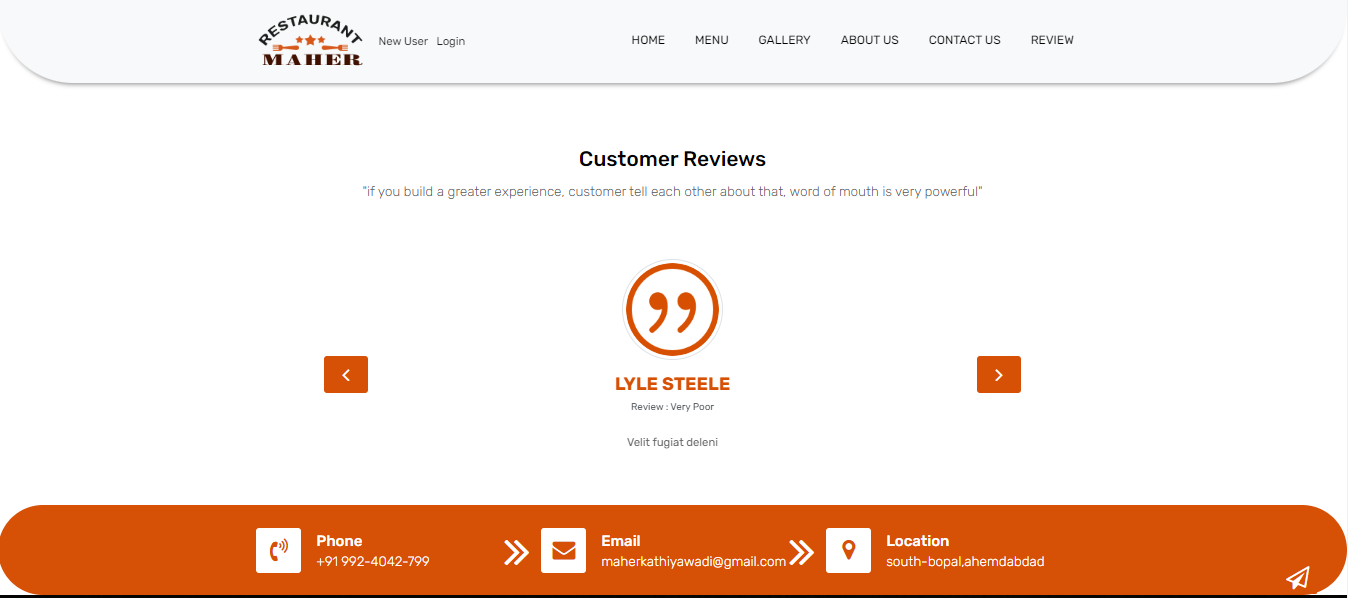 RESTAURANT
MAHER
New User Login
HOME MENU GALLERY ABOUT US CONTACT US REVIEW
Customer Reviews
"if you build a greater experience, customer tell each other about that, word of mouth is very powerful"
LYLE STEELE
Review : Very Poor
Velit fugiat deleni
Phone
+91 992-4042-799
Email
maherkathiyawadi@gmail.com
Location
south-bopal,ahemdabdad